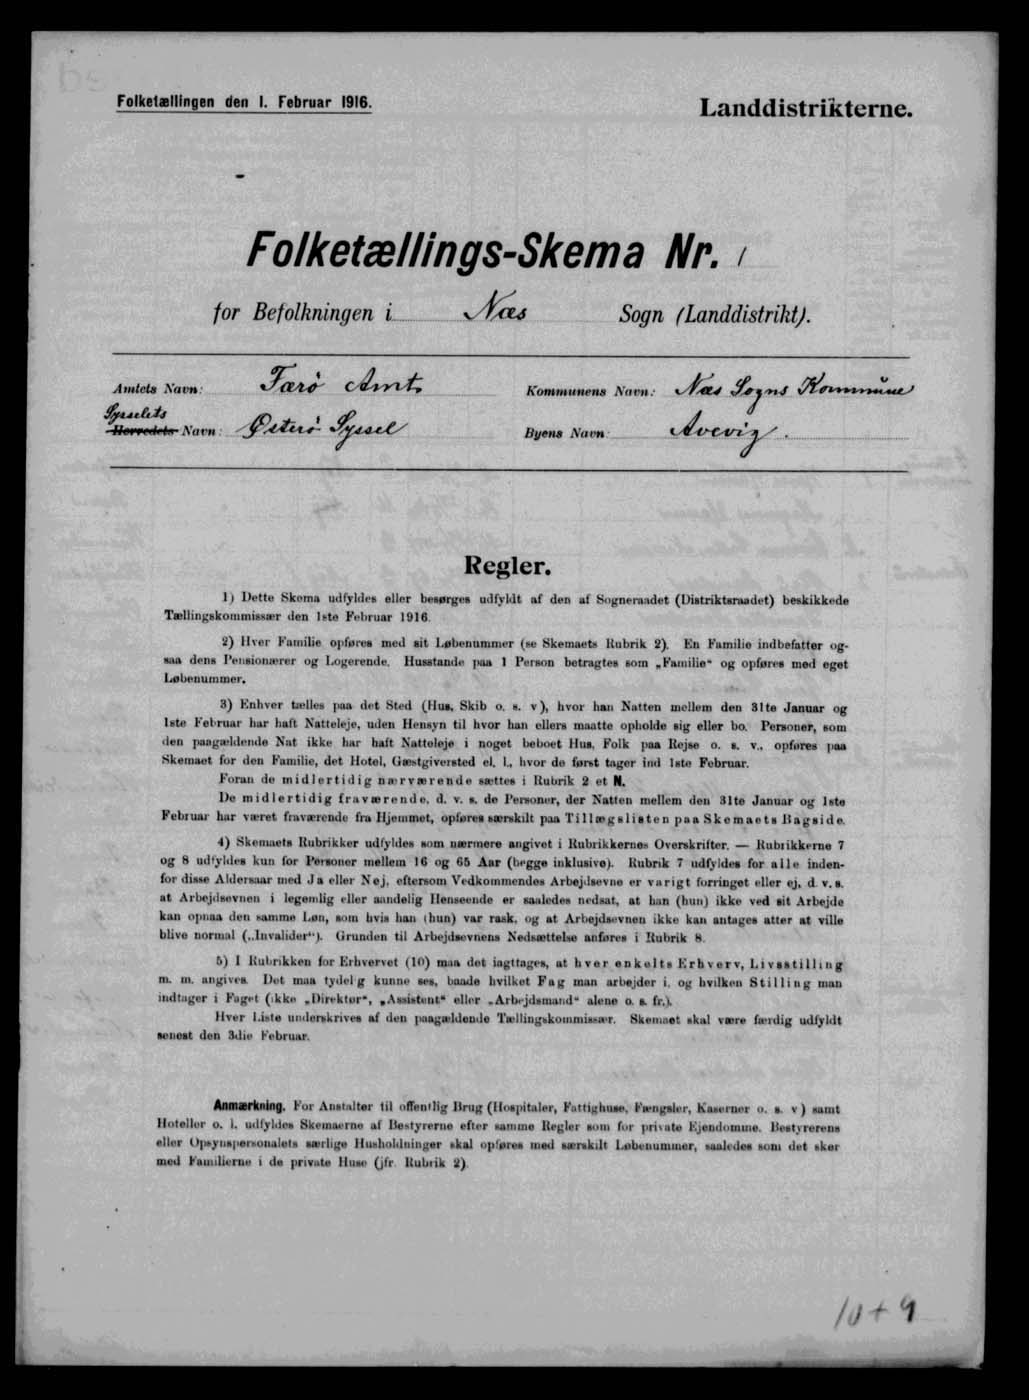 Folketællingen den 1. Februar 1916.
Landdistrikterne.
Folketællings-Skema Nr. 1
for Befolkningen i Næs Sogn (Landdistrikt).
Amtets Navn: Færø Amt
Kommunens Navn: Næs Sogns Kommune
Sysselets
Herredets Navn: Østerø Syssel
Byens Navn: Avevig.
Regler.
1) Dette Skema udfyldes eller besørges udfyldt af den af Sogneraadet (Distriktsraadet) beskikkede
Tællingskommissær den 1ste Februar 1916.
2) Hver Familie opføres med sit Løbenummer (se Skemaets Rubrik 2). En Familie indbefatter og-
saa dens Pensionærer og Logerende. Husstande paa 1 Person betragtes som „Familie“ og opføres med eget
Løbenummer.
3) Enhver tælles paa det Sted (Hus, Skib o. s. v), hvor han Natten mellem den 31te Januar og
1ste Februar har haft Natteleje, uden Hensyn til hvor han ellers maatte opholde sig eller bo. Personer, som
den paagældende Nat ikke har haft Natteleje i noget beboet Hus, Folk paa Rejse o. s. v., opføres paa
Skemaet for den Familie, det Hotel, Gæstgiversted el. l., hvor de først tager ind 1ste Februar.
Foran de midlertidig nærværende sættes i Rubrik 2 et N.
De midlertidig fraværende, d. v. s. de Personer, der Natten mellem den 31te Januar og 1ste
Februar har været fraværende fra Hjemmet, opføres særskilt paa Tillægslisten paa Skemaets Bagside.
4) Skemaets Rubrikker udfyldes som nærmere angivet i Rubrikkernes Overskrifter. — Rubrikkerne 7
og 8 udfyldes kun for Personer mellem 16 og 65 Aar (begge inklusive). Rubrik 7 udfyldes for alle inden-
for disse Aldersaar med Ja eller Nej, eftersom Vedkommendes Arbejdsevne er varigt forringet eller ej, d. v. s.
at Arbejdsevnen i legemlig eller aandelig Henseende er saaledes nedsat, at han (hun) ikke ved sit Arbejde
kan opnaa den samme Løn, som hvis han (hun) var rask, og at Arbejdsevnen ikke kan antages atter at ville
blive normal („Invalider“). Grunden til Arbejdsevnens Nedsættelse anføres i Rubrik 8.
5) I Rubrikken for Erhvervet (10) maa det iagttages, at hver enkelts Erhverv, Livsstilling
m. m. angives. Det maa tydelig kunne ses, baade hvilket Fag man arbejder i, og hvilken Stilling man
indtager i Faget (ikke „Direktør“, „Assistent“ eller „Arbejdsmand“ alene o. s. fr.).
Hver Liste underskrives af den paagældende Tællingskommissær. Skemaet skal være færdig udfyldt
senest den 3die Februar.
Anmærkning. For Anstalter til offentlig Brug (Hospitaler, Fattighuse, Fængsler, Kaserner o. s. v) samt
Hoteller o. l. udfyldes Skemaerne af Bestyrerne efter samme Regler som for private Ejendomme. Bestyrerens
eller Opsynspersonalets særlige Husholdninger skal opføres med særskilt Løbenummer, saaledes som det sker
med Familierne i de private Huse (jfr. Rubrik 2).
10 + 9